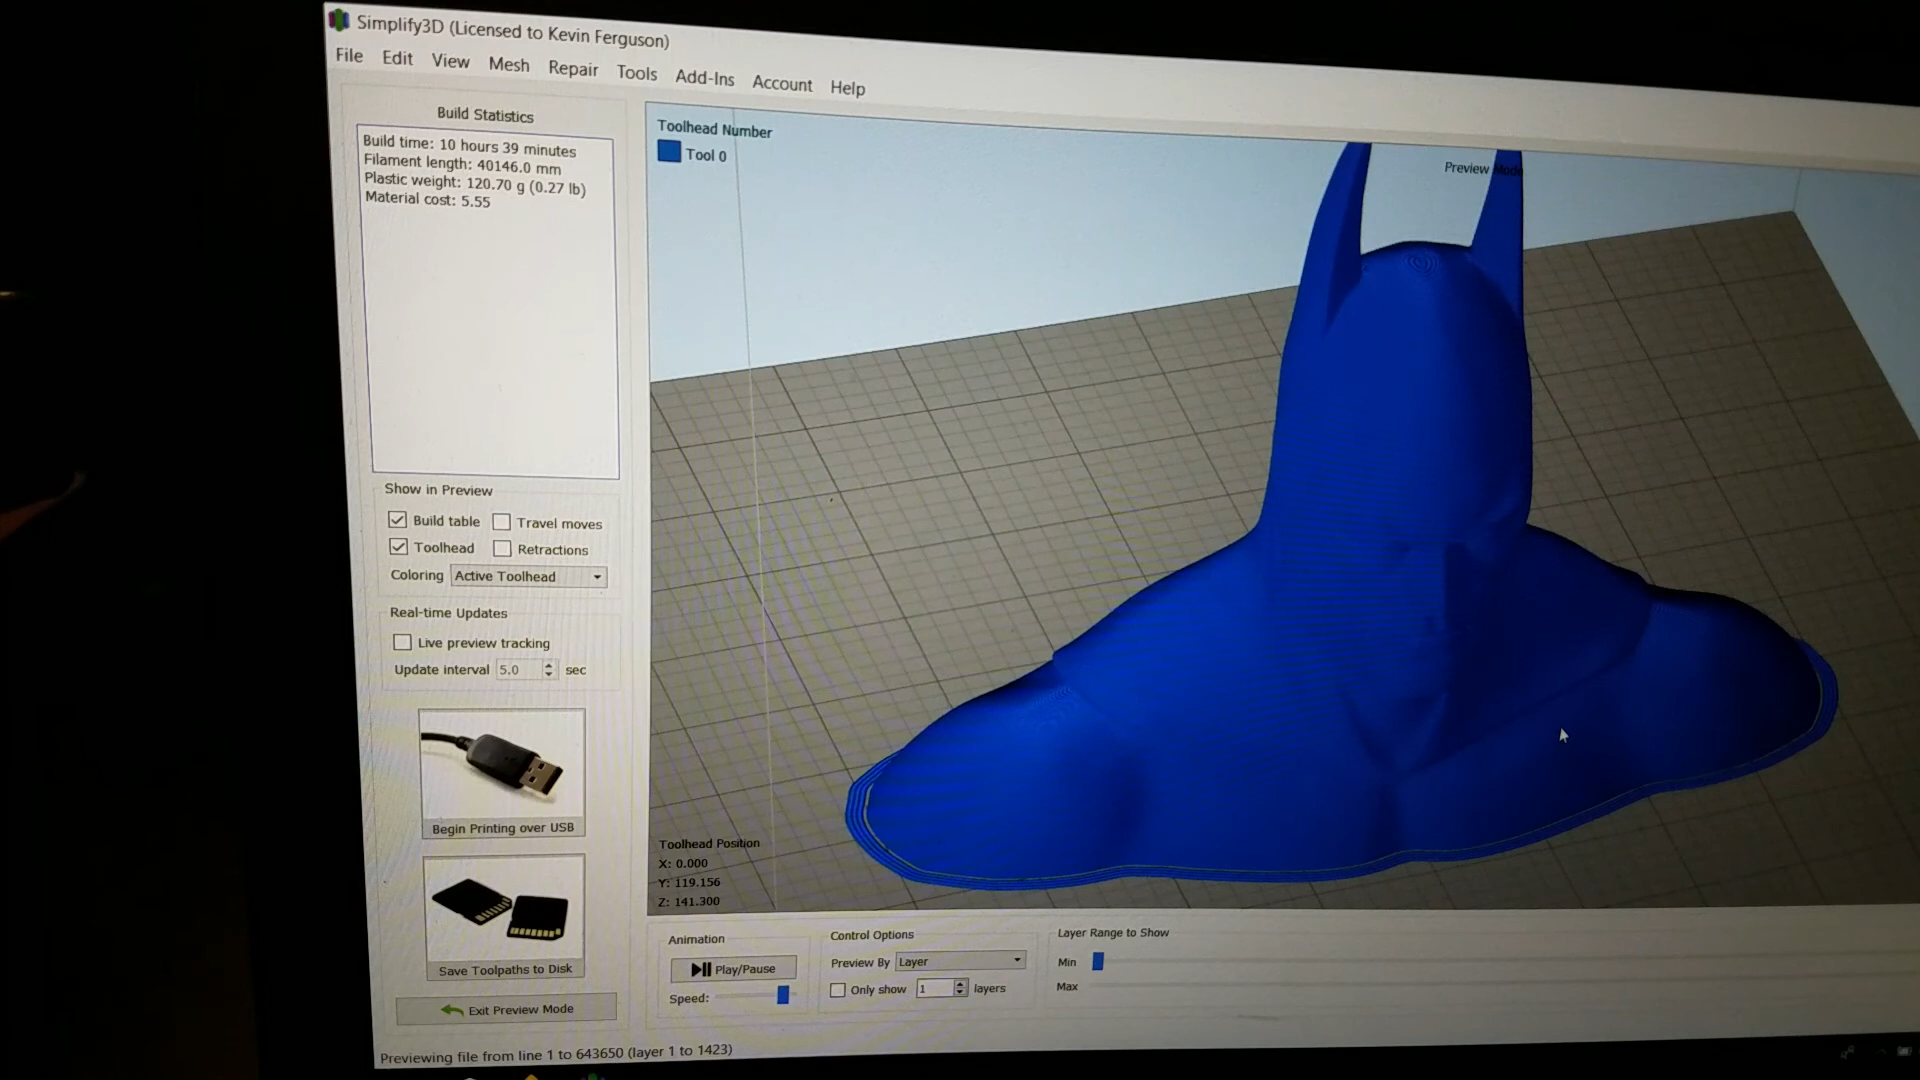 Simplify3D (Licensed to Kevin Ferguson)
File Edit View Mesh Repair Tools Add-Ins Account Help
Build Statistics
Build time: 10 hours 39 minutes
Filament length: 40146.0 mm
Plastic weight: 120.70 g (0.27 lb)
Material cost: 5.55
Toolhead Number
Tool 0
Preview Mode
Show in Preview
Build table Travel moves
Toolhead Retractions
Coloring Active Toolhead
Real-time Updates
Live preview tracking
Update interval 5.0 sec
Begin Printing over USB
Save Toolpaths to Disk
Exit Preview Mode
Toolhead Position
X: 0.000
Y: 119.156
Z: 141.300
Animation
Play/Pause
Speed:
Control Options
Preview By Layer
Only show 1 layers
Layer Range to Show
Min
Max
Previewing file from line 1 to 643650 (layer 1 to 1423)